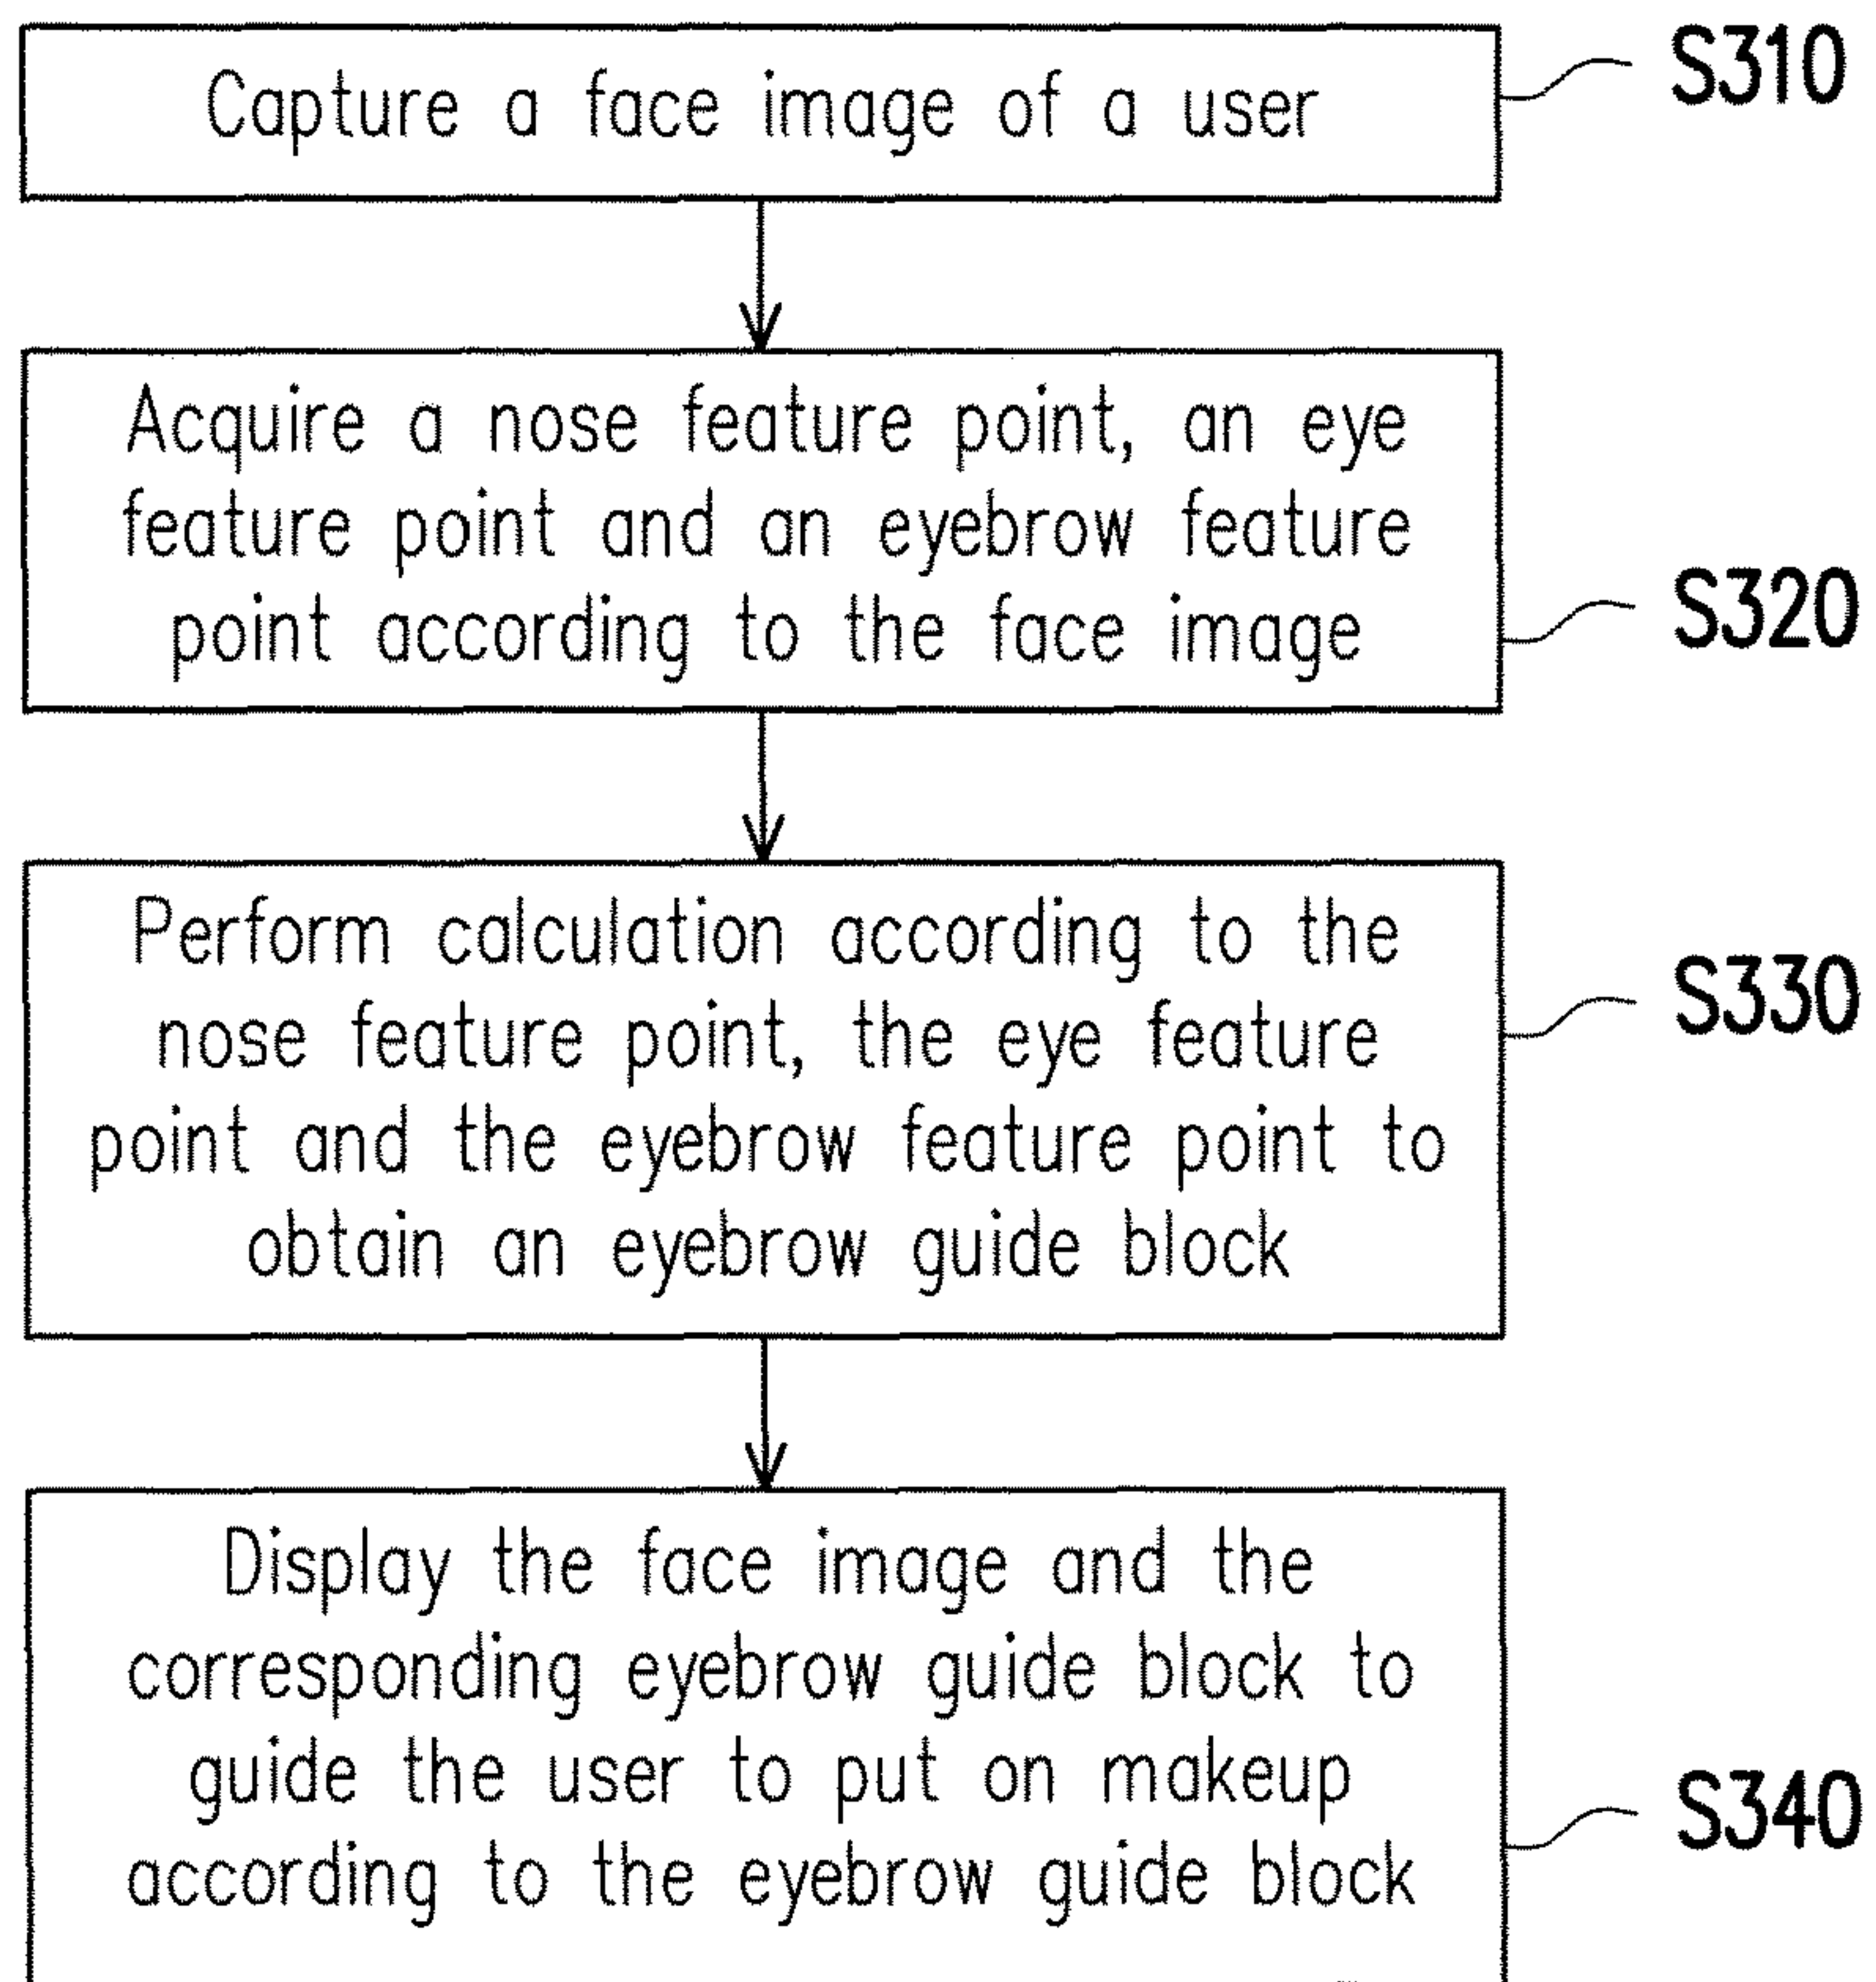 Capture a face image of a user
S310
Acquire a nose feature point, an eye
feature point and an eyebrow feature
point according to the face image
S320
Perform calculation according to the
nose feature point, the eye feature
point and the eyebrow feature point to
obtain an eyebrow guide block
S330
Display the face image and the
corresponding eyebrow guide block to
guide the user to put on makeup
according to the eyebrow guide block
S340